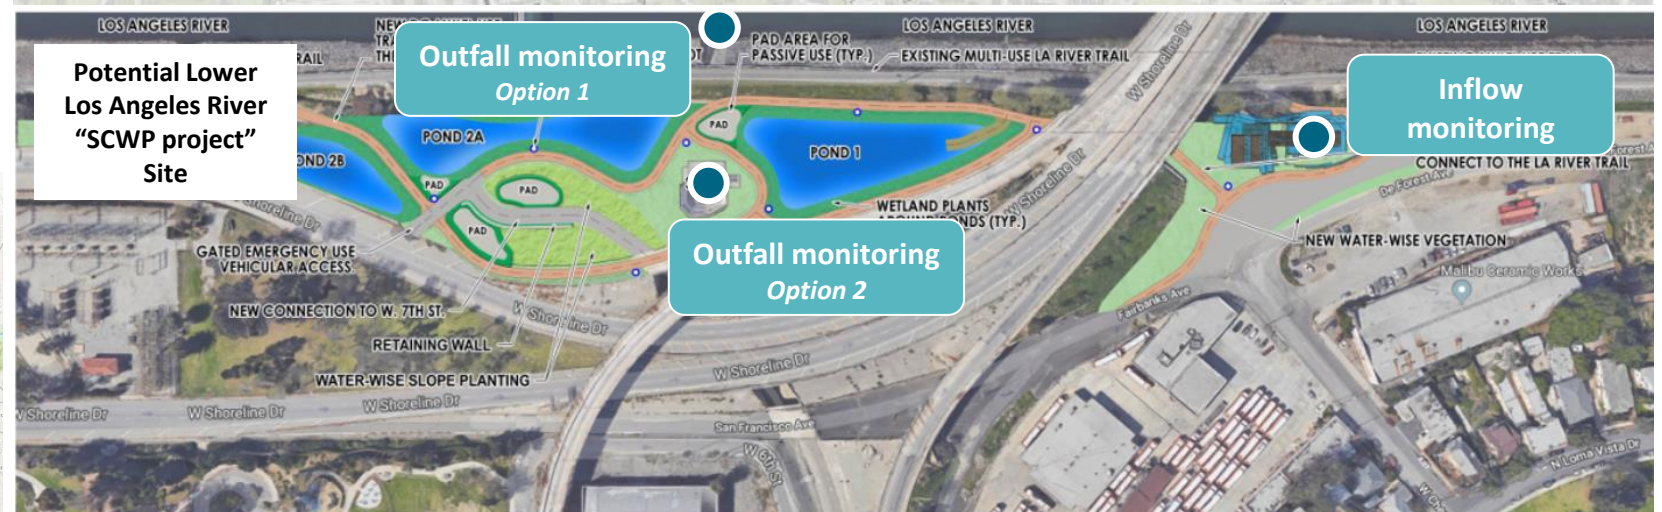 LOS ANGELES RIVER
LOS ANGELES RIVER
LOS ANGELES RIVER
Potential Lower
Los Angeles River
“SCWP project”
Site
Outfall monitoring
Option 1
PAD AREA FOR
PASSIVE USE (TYP.)
EXISTING MULTI-USE LA RIVER TRAIL
W Shoreline Dr
Inflow
monitoring
CONNECT TO THE LA RIVER TRAIL
De Forest Ave
POND 2A
PAD
POND 1
POND 2B
PAD
PAD
PAD
WETLAND PLANTS
AROUND PONDS (TYP.)
W Shoreline Dr
W Shoreline Dr
GATED EMERGENCY USE
VEHICULAR ACCESS
Outfall monitoring
Option 2
NEW WATER-WISE VEGETATION
Malibu Ceramic Works
NEW CONNECTION TO W. 7TH ST.
W Shoreline Dr
Fairbanks Ave
RETAINING WALL
WATER-WISE SLOPE PLANTING
W Shoreline Dr
W Shoreline Dr
W Shoreline Dr
W Shoreline Dr
San Francisco Ave
W 6th St
N Loma Vista Dr